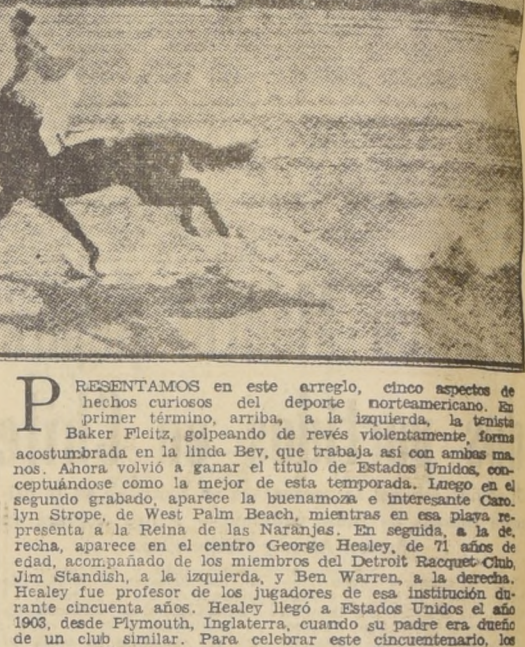 PRESENTAMOS en este arreglo, cinco aspectos de
hechos curiosos del deporte norteamericano. En
primer término, arriba, a la izquierda, la tenista
Baker Fleitz, golpeando de revés violentamente, forma
acostumbrada en la linda Bev, que trabaja así con ambas ma
nos. Ahora volvió a ganar el título de Estados Unidos, con-
ceptuándose como la mejor de esta temporada. Luego en el
segundo grabado, aparece la buenamoza e interesante Caro.
lyn Strope, de West Palm Beach, mientras en esa playa re-
presenta a la Reina de las Naranjas. En seguida, a la de.
recha, aparece en el centro George Healey, de 71 años de
edad, acompañado de los miembros del Detroit Racquet Club,
Jim Standish, a la izquierda, y Ben Warren, a la derecha.
Healey fue profesor de los jugadores de esa institución du-
rante cincuenta años. Healey llegó a Estados Unidos el año
1903, desde Plymouth, Inglaterra, cuando su padre era dueño
de un club similar. Para celebrar este cincuentenario, los